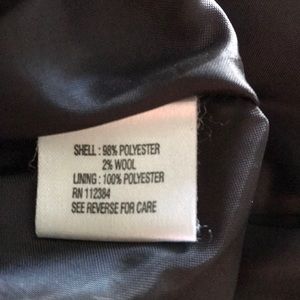 SHELL : 98% POLYESTER
2% WOOL
LINING : 100% POLYESTER
RN 112384
SEE REVERSE FOR CARE